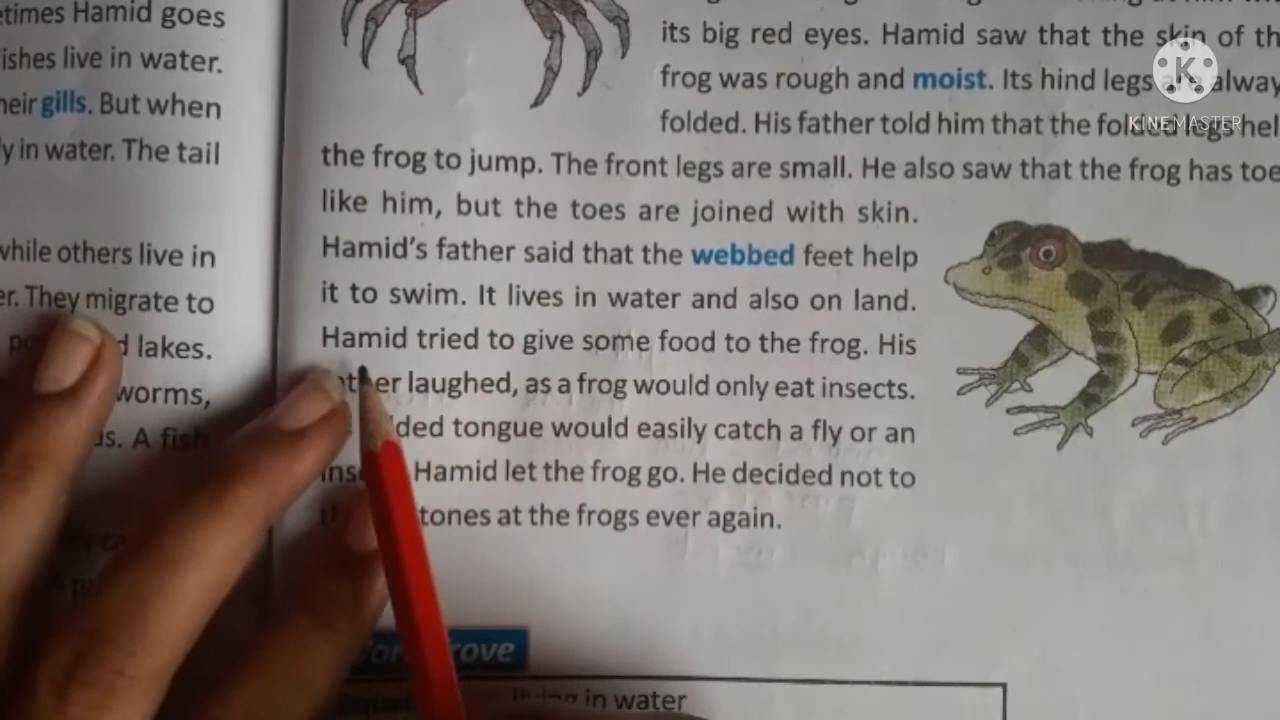 etimes Hamid goes
ishes live in water.
heir gills. But when
y in water. The tail
while others live in
er. They migrate to
lakes.
worms,
us. A fish
its big red eyes. Hamid saw that the skin of th
frog was rough and moist. Its hind legs are alway
folded. His father told him that the folded legs hel
the frog to jump. The front legs are small. He also saw that the frog has toe
like him, but the toes are joined with skin.
Hamid's father said that the webbed feet help
it to swim. It lives in water and also on land.
Hamid tried to give some food to the frog. His
father laughed, as a frog would only eat insects.
tongue would easily catch a fly or an
Hamid let the frog go. He decided not to
stones at the frogs ever again.
in water
KINEMASTER